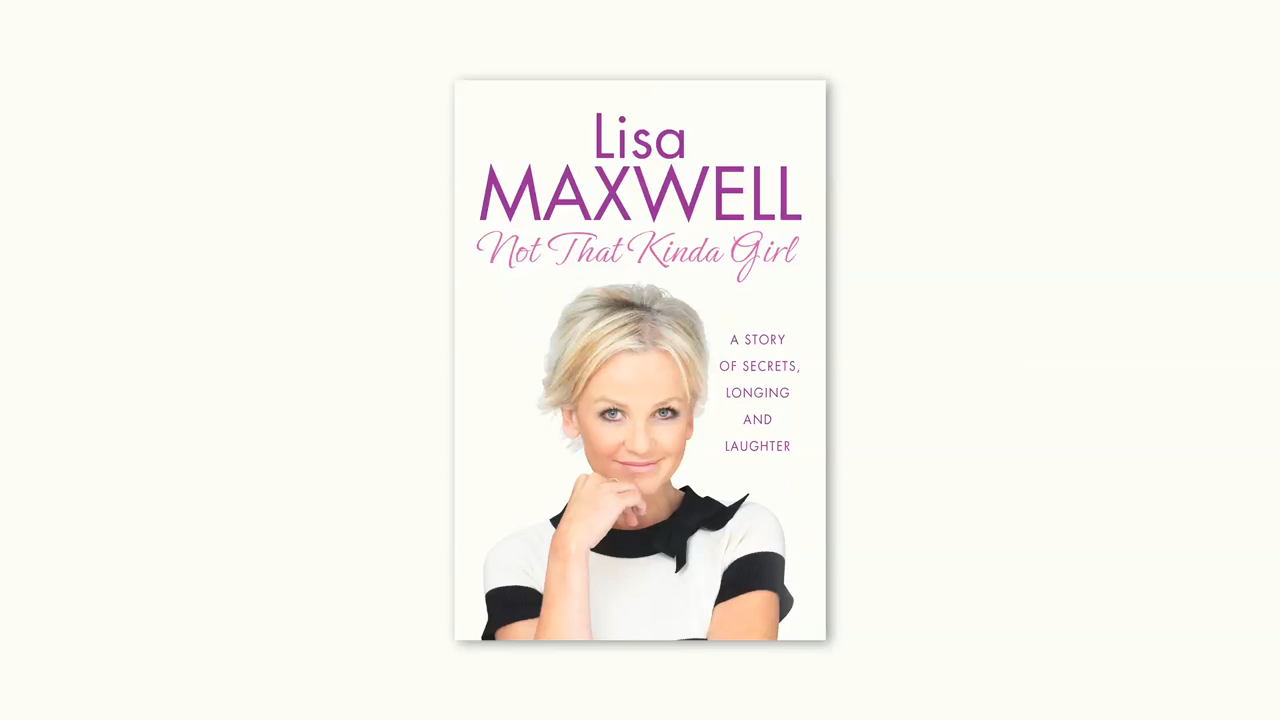 Lisa
MAXWELL
Not That Kinda Girl
A STORY
OF SECRETS,
LONGING
AND
LAUGHTER